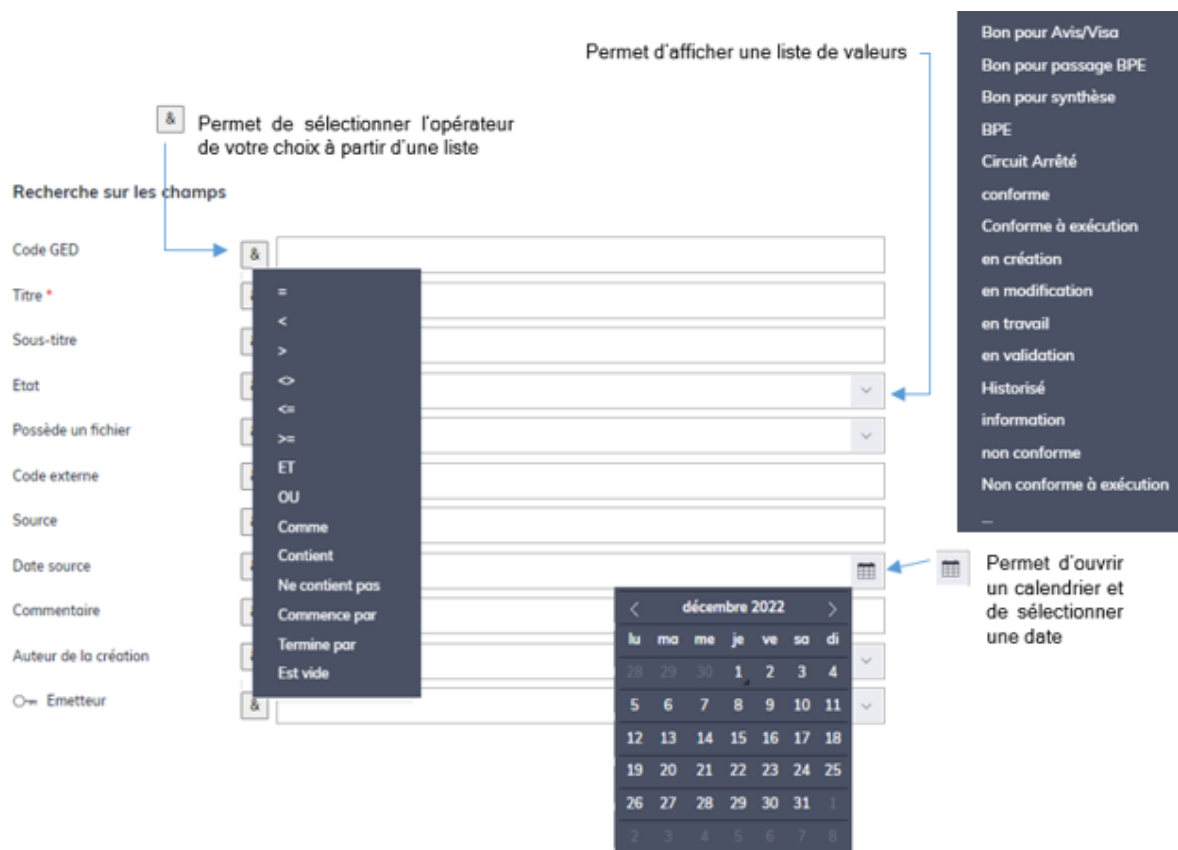 Permet d'afficher une liste de valeurs
& Permet de sélectionner l'opérateur
de votre choix à partir d'une liste
Recherche sur les champs
Code GED &
Titre *
Sous-titre
Etat
Possède un fichier
Code externe
Source
Date source
Commentaire
Auteur de la création
Emetteur &
=
<
>
<>
<=
>=
ET
OU
Comme
Contient
Ne contient pas
Commence par
Termine par
Est vide
Bon pour Avis/Visa
Bon pour passage BPE
Bon pour synthèse
BPE
Circuit Arrêté
conforme
Conforme à exécution
en création
en modification
en travail
en validation
Historisé
information
non conforme
Non conforme à exécution
...
Permet d'ouvrir
un calendrier et
de sélectionner
une date
< décembre 2022 >
lu ma me je ve sa di
28 29 30 1 2 3 4
5 6 7 8 9 10 11
12 13 14 15 16 17 18
19 20 21 22 23 24 25
26 27 28 29 30 31 1
2 3 4 5 6 7 8